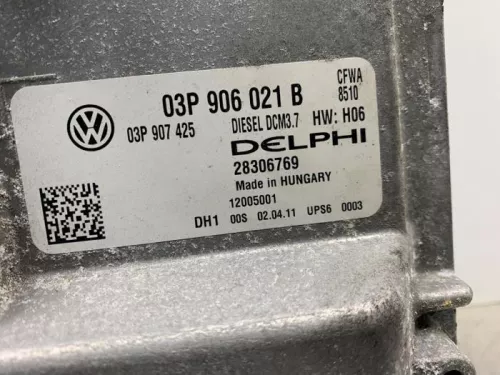 03P 906 021 B CFWA
8510
03P 907 425 DIESEL DCM3.7 HW: H06
DELPHI
28306769
Made in HUNGARY
12005001
DH1 00S 02.04.11 UPS6 0003